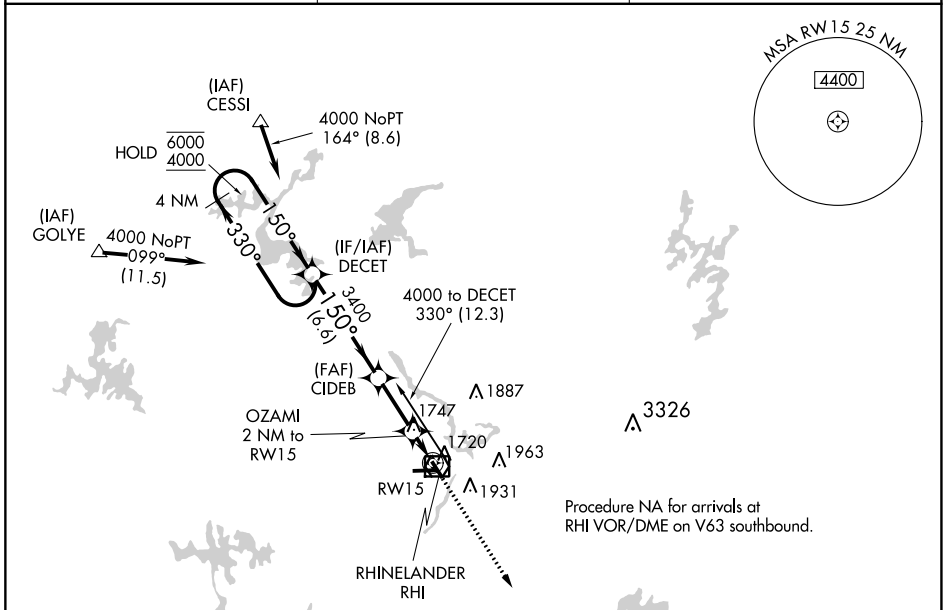 MSA RW15 25 NM
4400
(IAF)
CESSI
4000 NoPT
164° (8.6)
HOLD
6000
4000
4 NM
150°
330°
(IAF)
GOLYE
4000 NoPT
099°
(11.5)
(IF/IAF)
DECET
3400
150°
(6.6)
4000 to DECET
330° (12.3)
(FAF)
CIDEB
1887
1747
3326
OZAMI
2 NM to
RW15
1720
1963
RW15
1931
Procedure NA for arrivals at
RHI VOR/DME on V63 southbound.
RHINELANDER
RHI